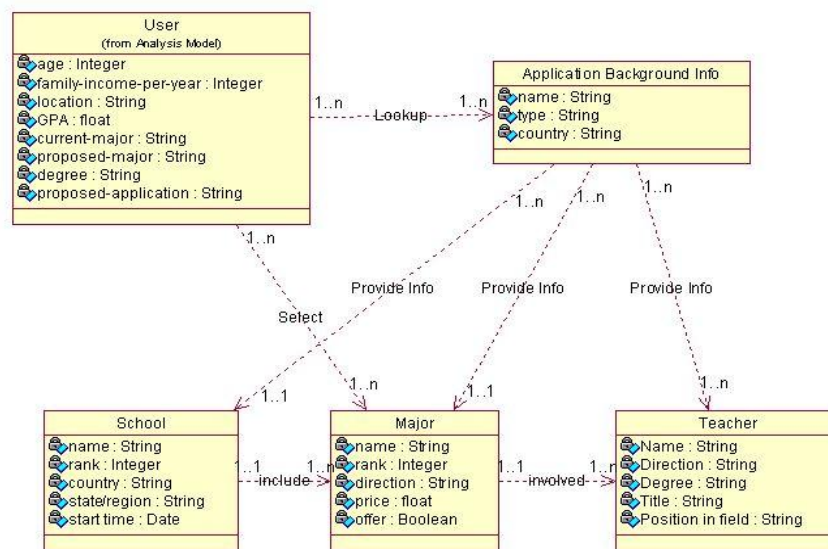 User
(from Analysis Model)
age : Integer
family-income-per-year : Integer
location : String
GPA : float
current-major : String
proposed-major : String
degree : String
proposed-application : String
1..n
Lookup
1..n
Application Background Info
name : String
type : String
country : String
1..n
1..n
1..n
1..n
Provide Info
Provide Info
Provide Info
Select
1..1
1..n
1..1
1..n
School
name : String
rank : Integer
country : String
state/region : String
start time : Date
1..1
include
1..n
Major
name : String
rank : Integer
direction : String
price : float
offer : Boolean
1..1
involved
1..n
Teacher
Name : String
Direction : String
Degree : String
Title : String
Position in field : String